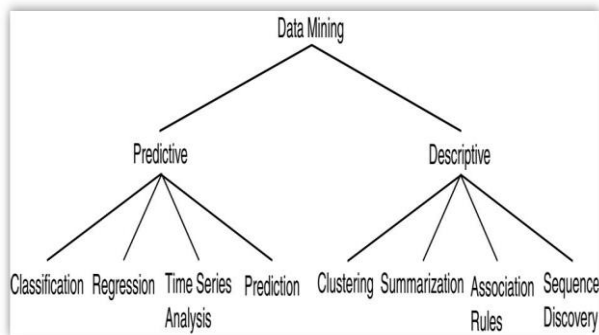 Data Mining
Predictive
Descriptive
Classification
Regression
Time Series
Analysis
Prediction
Clustering
Summarization
Association
Rules
Sequence
Discovery